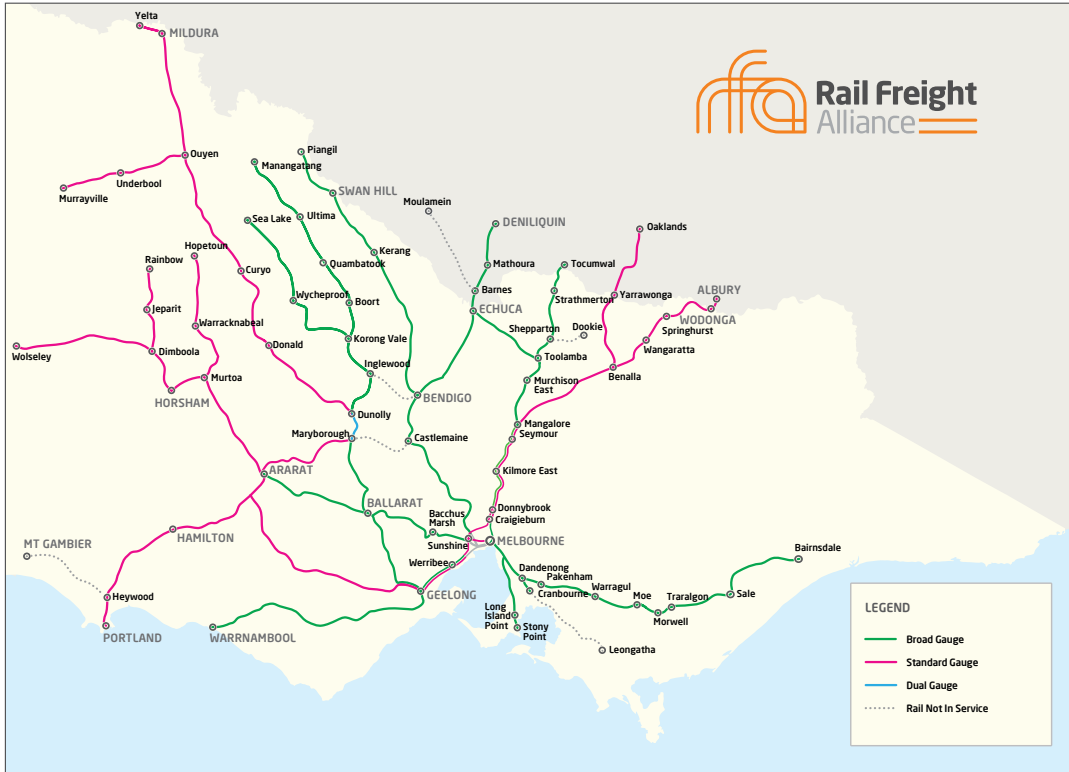 Yelta
MILDURA
Rail Freight
Alliance
Ouyen
Underbool
Murrayville
Piangil
Manangatang
SWAN HILL
Moulamein
Sea Lake
Ultima
DENILIQUIN
Oaklands
Hopetoun
Kerang
Rainbow
Curyo
Quambatook
Mathoura
Tocumwal
Wycheproof
Boort
Barnes
Strathmerton
Yarrawonga
ALBURY
Jeparit
ECHUCA
WODONGA
Springhurst
Warracknabeal
Shepparton
Dookie
Wolseley
Dimboola
Donald
Korong Vale
Toolamba
Wangaratta
Inglewood
Murtoa
Benalla
HORSHAM
BENDIGO
Murchison
East
Dunolly
Maryborough
Castlemaine
Mangalore
Seymour
ARARAT
Kilmore East
BALLARAT
Bacchus
Marsh
Donnybrook
Craigieburn
HAMILTON
Sunshine
MELBOURNE
MT GAMBIER
Werribee
Bairnsdale
Dandenong
Pakenham
Cranbourne
Warragul
Heywood
GEELONG
Moe
Traralgon
Sale
Morwell
PORTLAND
WARRNAMBOOL
Long
Island
Point
Stony
Point
Leongatha
LEGEND
Broad Gauge
Standard Gauge
Dual Gauge
Rail Not In Service